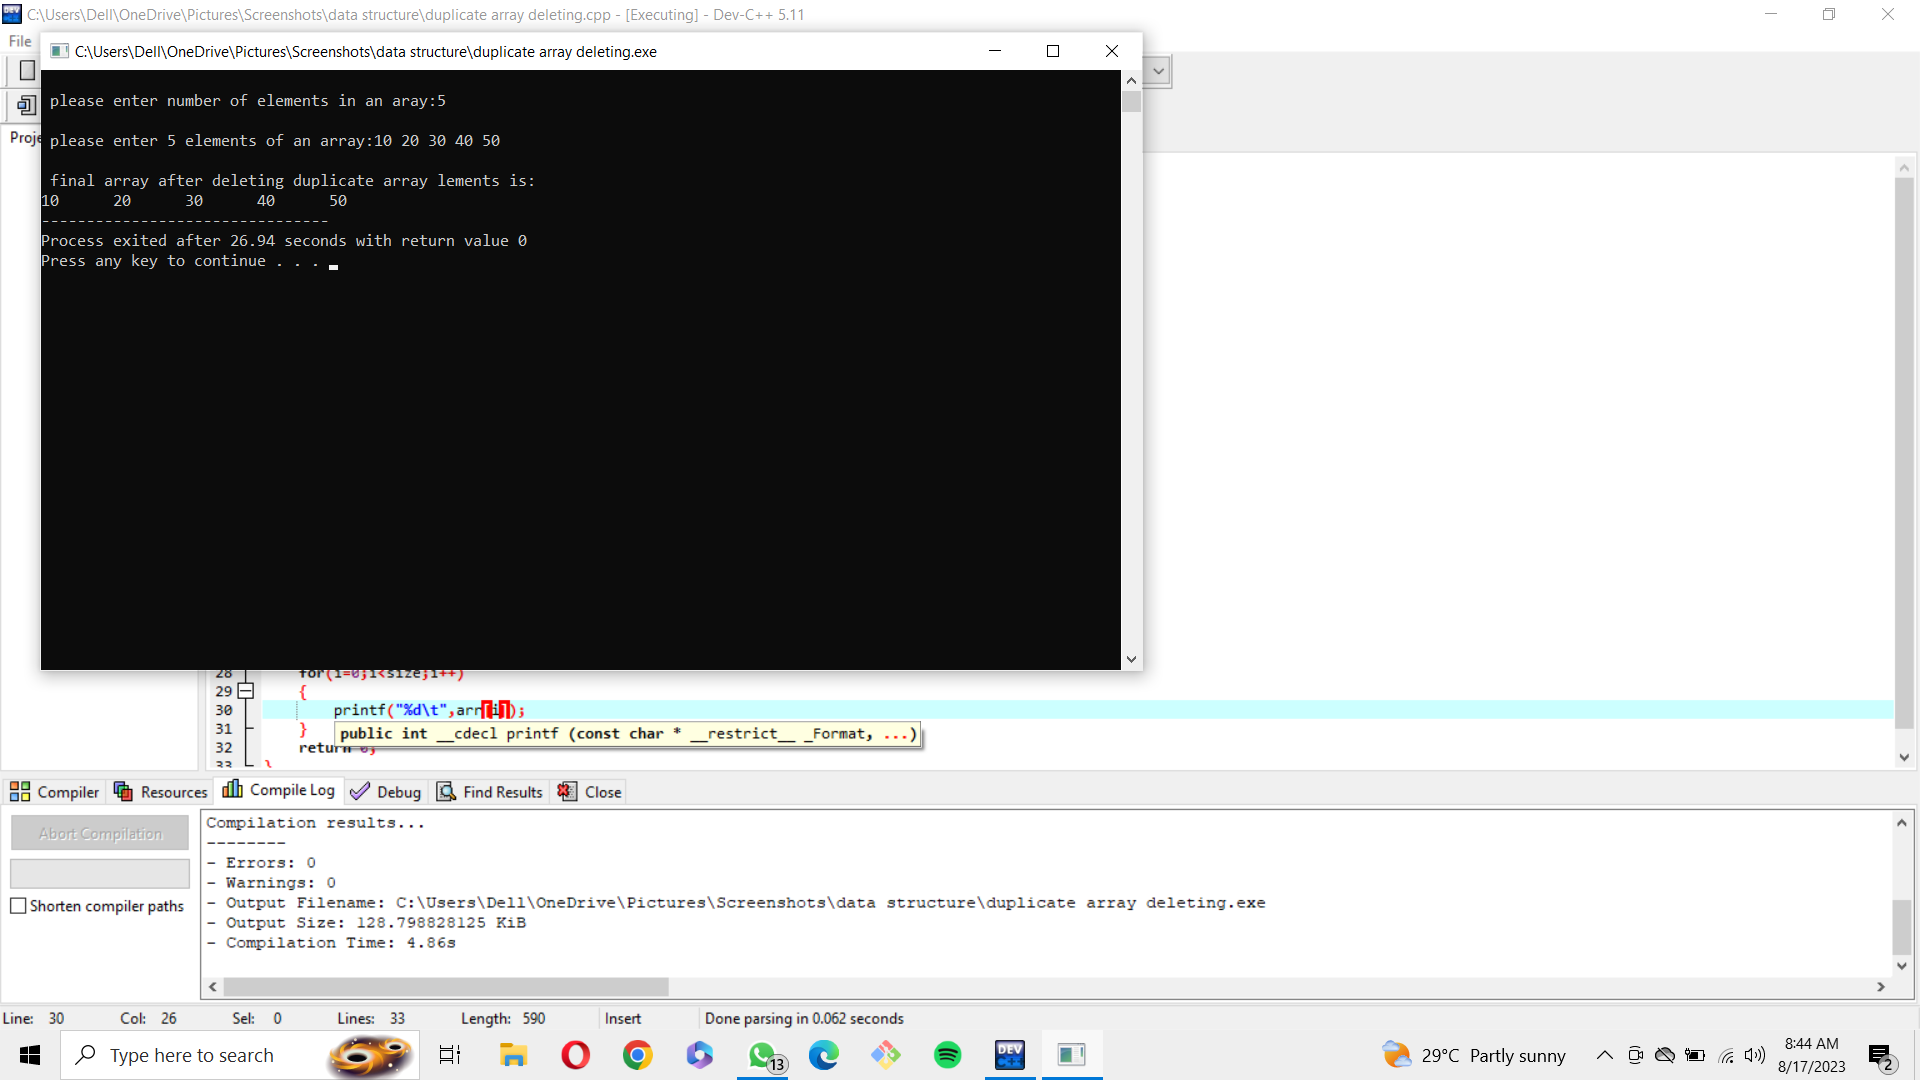 C:\Users\Dell\OneDrive\Pictures\Screenshots\data structure\duplicate array deleting.cpp - [Executing] - Dev-C++ 5.11
File
C:\Users\Dell\OneDrive\Pictures\Screenshots\data structure\duplicate array deleting.exe
please enter number of elements in an aray:5
Proje
please enter 5 elements of an array:10 20 30 40 50
final array after deleting duplicate array lements is:
10 20 30 40 50
--------------------------------
Process exited after 26.94 seconds with return value 0
Press any key to continue . . .
28 for(i=0;i<size;i++)
29 {
30 printf("%d\t",arr[i]);
31 }
public int __cdecl printf (const char * __restrict__ _Format, ...)
32 return 0;
33 }
Compiler Resources Compile Log Debug Find Results Close
Abort Compilation
Shorten compiler paths
Compilation results...
--------
- Errors: 0
- Warnings: 0
- Output Filename: C:\Users\Dell\OneDrive\Pictures\Screenshots\data structure\duplicate array deleting.exe
- Output Size: 128.798828125 KiB
- Compilation Time: 4.86s
Line: 30 Col: 26 Sel: 0 Lines: 33 Length: 590 Insert Done parsing in 0.062 seconds
Type here to search
13
DEV C++
29°C Partly sunny
8:44 AM
8/17/2023
2